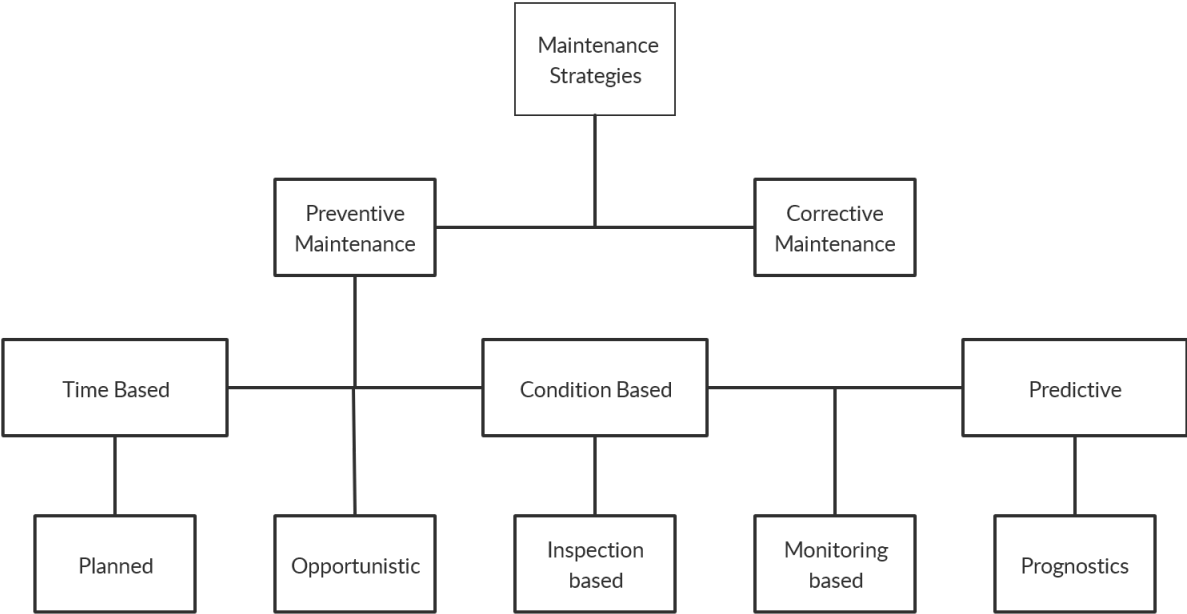 Maintenance
Strategies
Preventive
Maintenance
Corrective
Maintenance
Time Based
Condition Based
Predictive
Planned
Opportunistic
Inspection
based
Monitoring
based
Prognostics